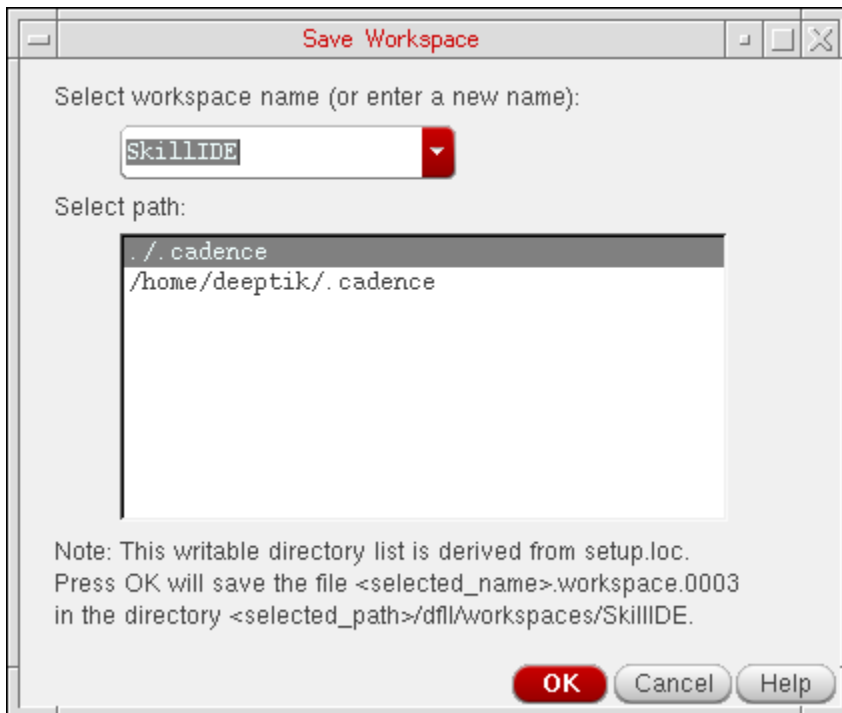 Save Workspace
Select workspace name (or enter a new name):
SkillIDE
Select path:
./.cadence
/home/deeptik/.cadence
Note: This writable directory list is derived from setup.loc.
Press OK will save the file <selected_name>.workspace.0003
in the directory <selected_path>/dfII/workspaces/SkillIDE.
OK Cancel Help